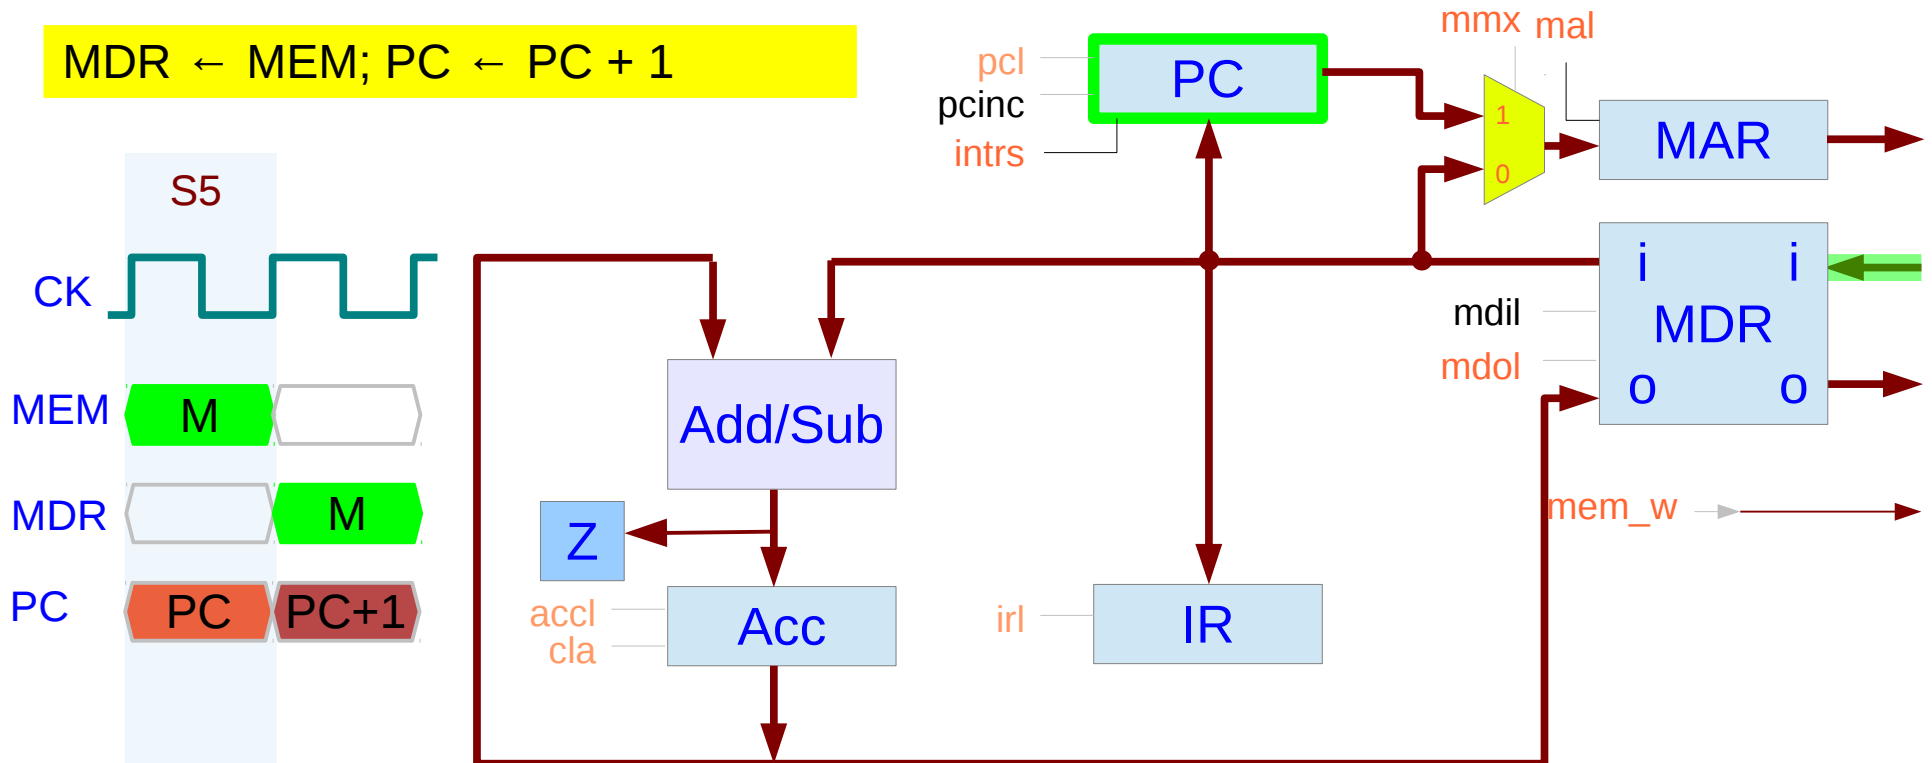 MDR ← MEM; PC ← PC + 1
S5
CK
MEM
M
MDR
M
PC
PC
PC+1
pcl
pcinc
intrs
PC
mmx
mal
1
0
MAR
i
i
mdil
MDR
mdol
o
o
mem_w
Add/Sub
Z
accl
cla
Acc
irl
IR